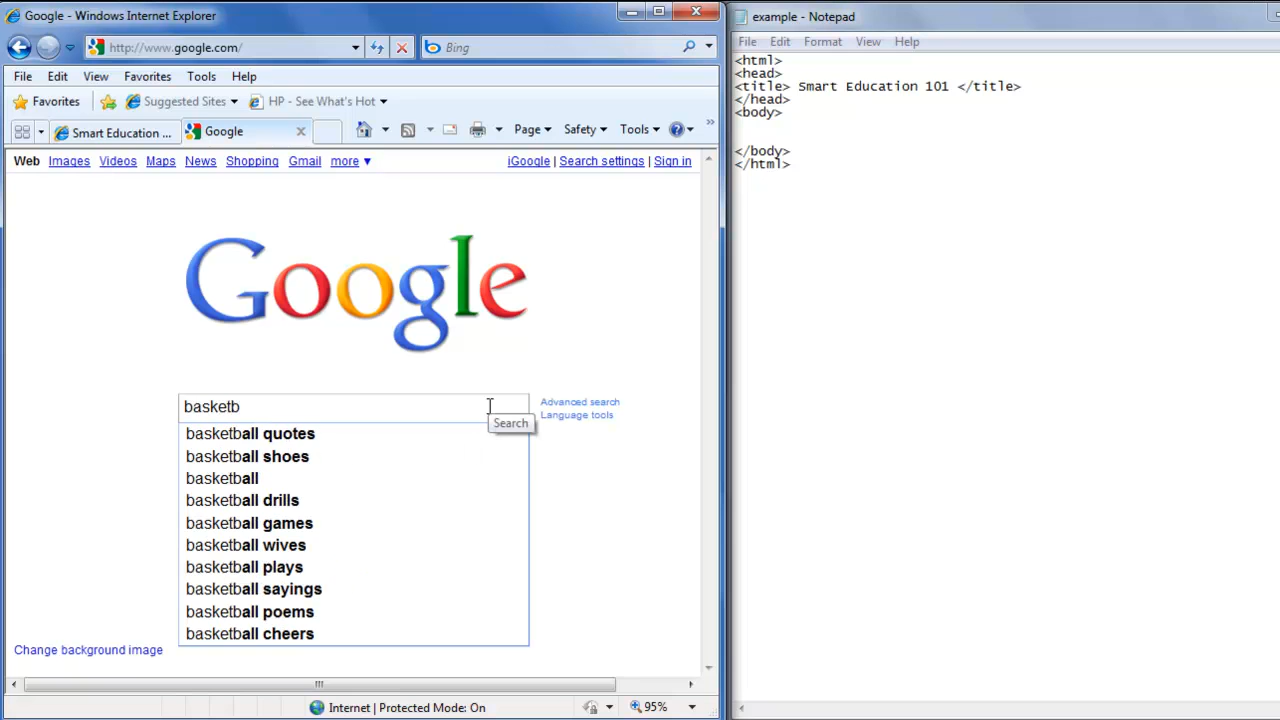 Google - Windows Internet Explorer
http://www.google.com/
Bing
File Edit View Favorites Tools Help
Favorites Suggested Sites HP - See What's Hot
Smart Education ... Google
Page Safety Tools
Web Images Videos Maps News Shopping Gmail more iGoogle | Search settings | Sign in
Google
basketb
Search
Advanced search
Language tools
basketball quotes
basketball shoes
basketball
basketball drills
basketball games
basketball wives
basketball plays
basketball sayings
basketball poems
basketball cheers
Change background image
Internet | Protected Mode: On
95%
example - Notepad
File Edit Format View Help
<html>
<head>
<title> Smart Education 101 </title>
</head>
<body>
</body>
</html>